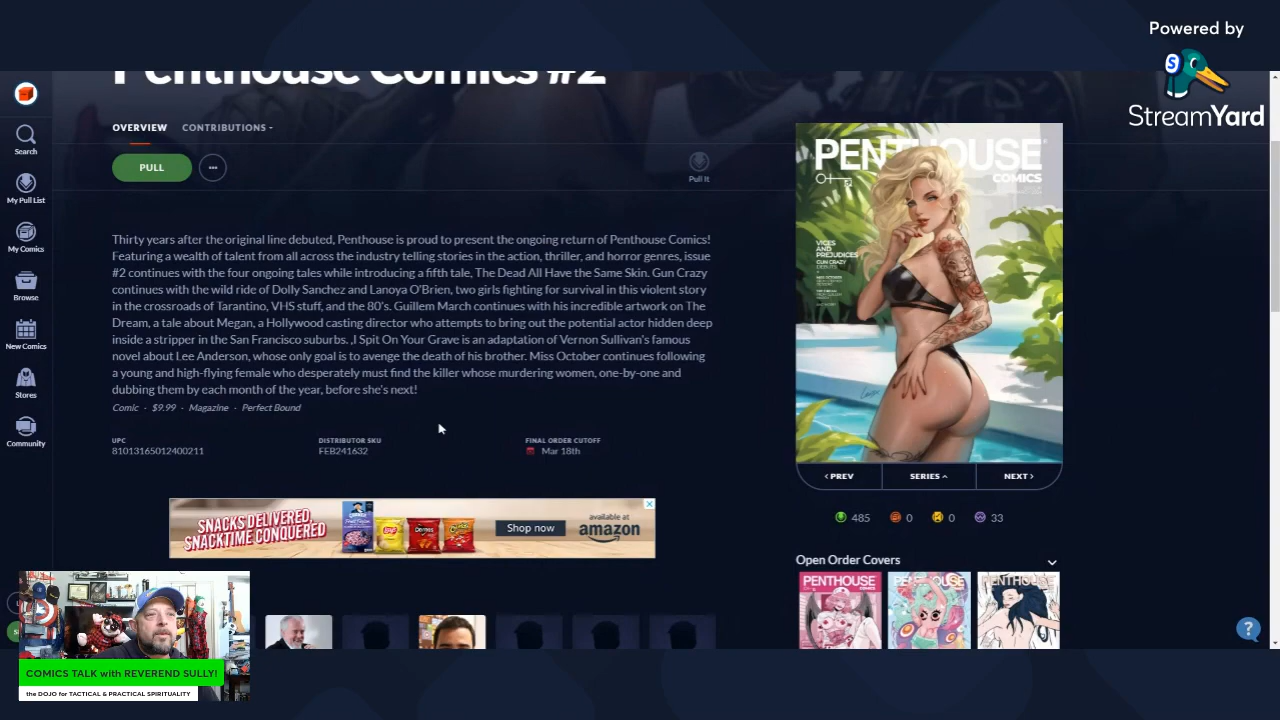 Powered by
StreamYard
Penthouse Comics #2
OVERVIEW CONTRIBUTIONS
PULL
Pull It
Search
My Pull List
My Comics
Browse
New Comics
Stores
Community
Thirty years after the original line debuted, Penthouse is proud to present the ongoing return of Penthouse Comics!
Featuring a wealth of talent from all across the industry telling stories in the action, thriller, and horror genres, issue
#2 continues with the four ongoing tales while introducing a fifth tale, The Dead All Have the Same Skin. Gun Crazy
continues with the wild ride of Dolly Sanchez and Lanoya O'Brien, two girls fighting for survival in this violent story
in the crossroads of Tarantino, VHS stuff, and the 80's. Guillem March continues with his incredible artwork on The
Dream, a tale about Megan, a Hollywood casting director who attempts to bring out the potential actor hidden deep
inside a stripper in the San Francisco suburbs. ,I Spit On Your Grave is an adaptation of Vernon Sullivan's famous
novel about Lee Anderson, whose only goal is to avenge the death of his brother. Miss October continues following
a young and high-flying female who desperately must find the killer whose murdering women, one-by-one and
dubbing them by each month of the year, before she's next!
Comic · $9.99 · Magazine · Perfect Bound
UPC
81013165012400211
DISTRIBUTOR SKU
FEB241632
FINAL ORDER CUTOFF
Mar 18th
PENTHOUSE
COMICS
VICES
AND
PREJUDICES
GUN CRAZY
DEBUTS
‹ PREV SERIES NEXT ›
485 0 0 33
Open Order Covers
PENTHOUSE
COMICS
PENTHOUSE
COMICS
PENTHOUSE
SNACKS DELIVERED
SNACKTIME CONQUERED
Lay's
Doritos
Shop now
available at
amazon
COMICS TALK with REVEREND SULLY!
the DOJO for TACTICAL & PRACTICAL SPIRITUALITY